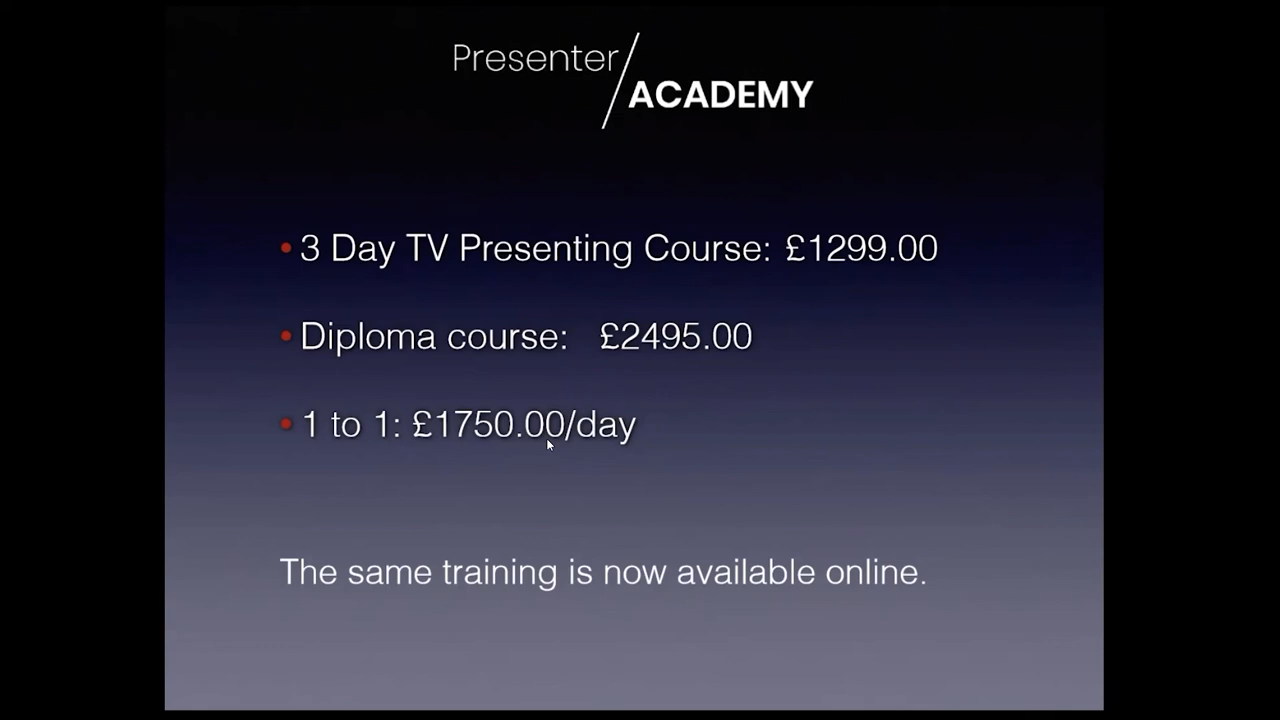 Presenter
ACADEMY
• 3 Day TV Presenting Course: £1299.00
• Diploma course: £2495.00
• 1 to 1: £1750.00/day
The same training is now available online.